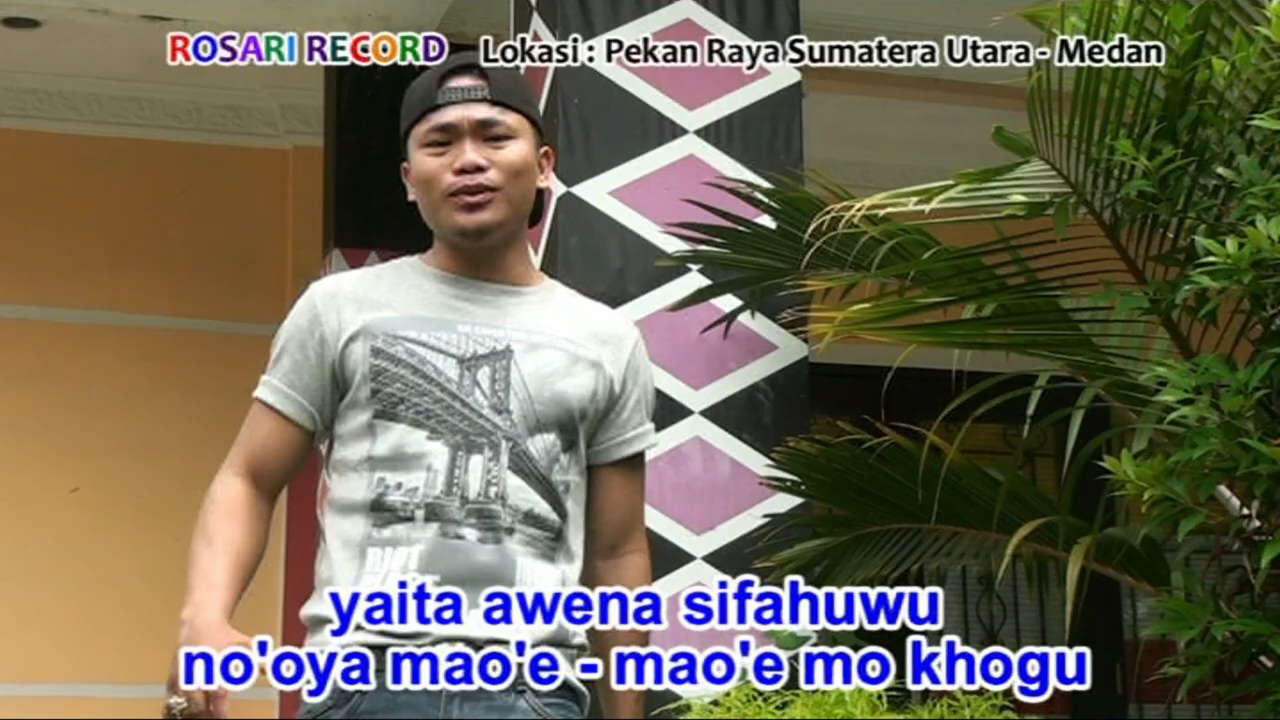 ROSARI RECORD Lokasi : Pekan Raya Sumatera Utara - Medan
yaita awena sifahuwu
no'oya mao'e - mao'e mo khogu